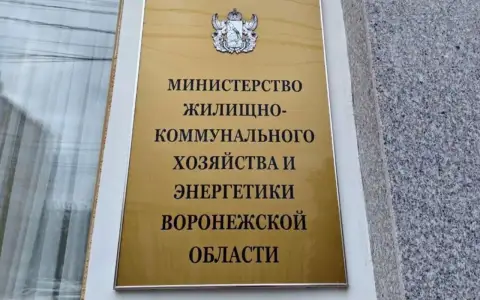 МИНИСТЕРСТВО
ЖИЛИЩНО-
КОММУНАЛЬНОГО
ХОЗЯЙСТВА И
ЭНЕРГЕТИКИ
ВОРОНЕЖСКОЙ
ОБЛАСТИ